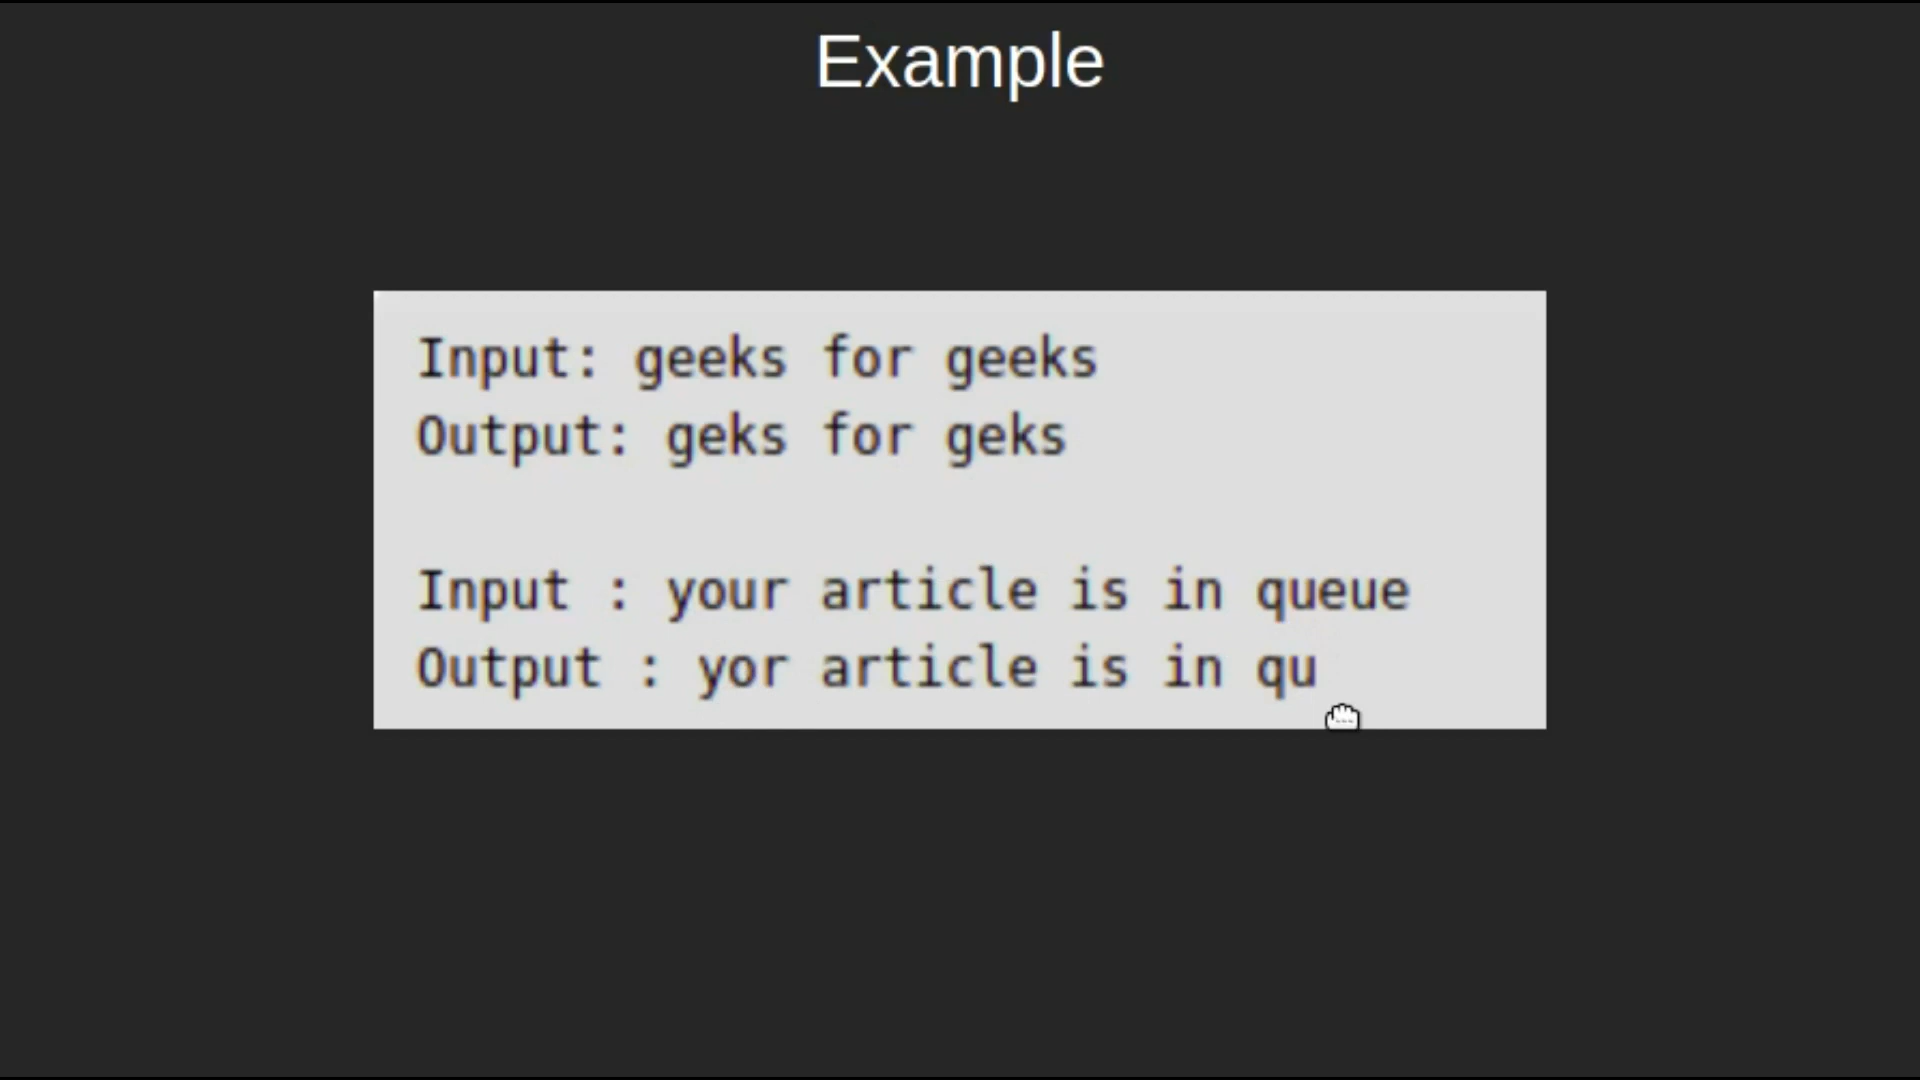 Example
Input: geeks for geeks
Output: geks for geks
Input : your article is in queue
Output : yor article is in qu